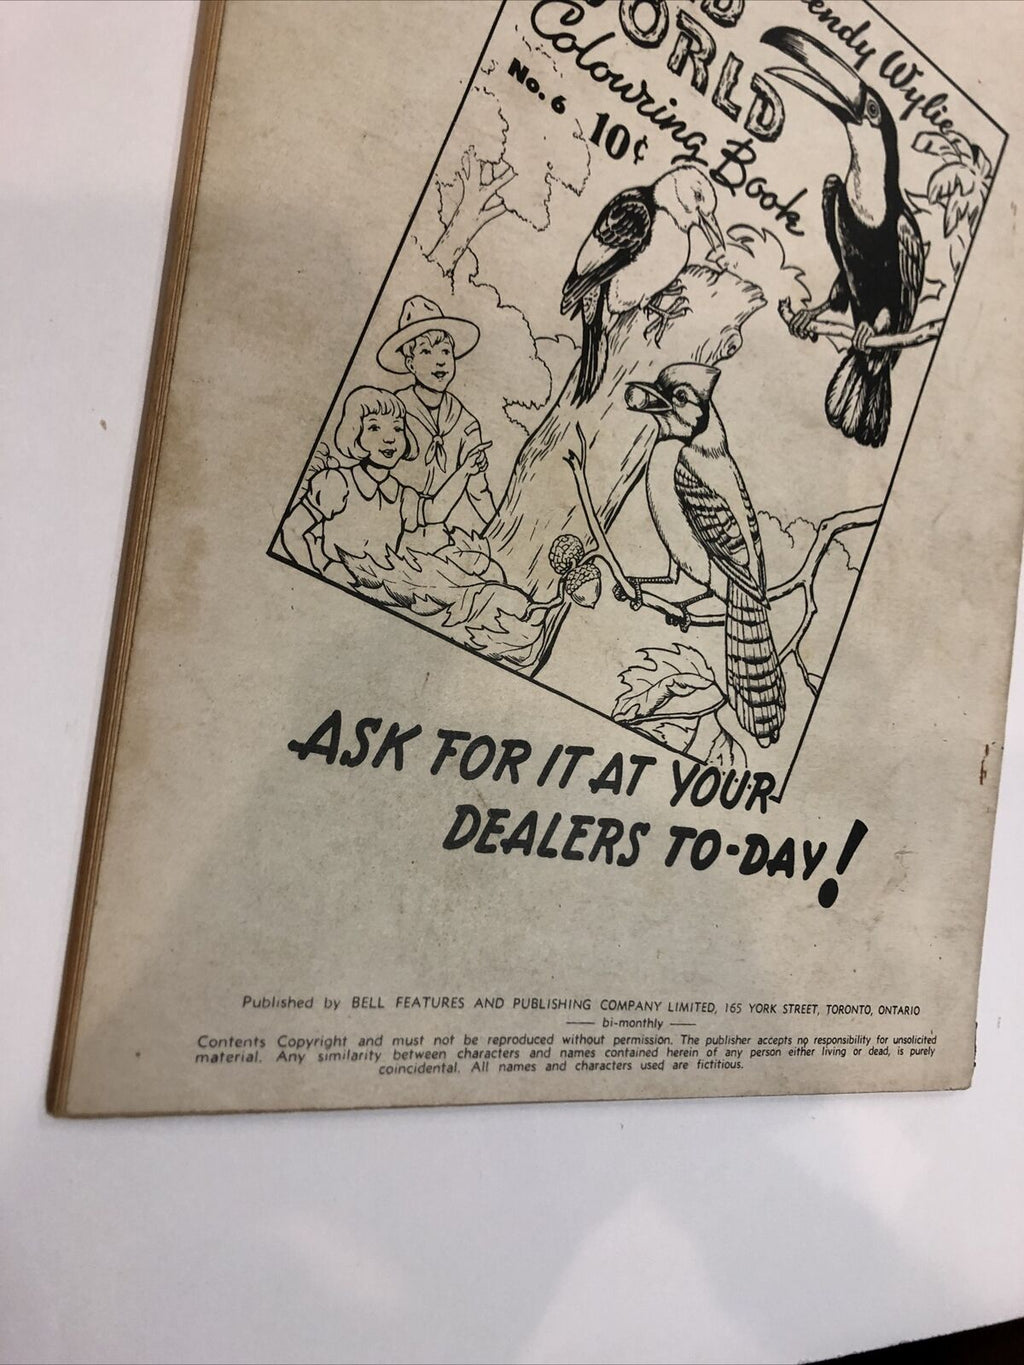 WORLD
Colouring Book
Wylie
No. 6
10¢
ASK FOR IT AT YOUR
DEALERS TO-DAY!
Published by BELL FEATURES AND PUBLISHING COMPANY LIMITED, 165 YORK STREET, TORONTO, ONTARIO
— bi-monthly —
Contents Copyright and must not be reproduced without permission. The publisher accepts no responsibility for unsolicited
material. Any similarity between characters and names contained herein of any person either living or dead, is purely
coincidental. All names and characters used are fictitious.